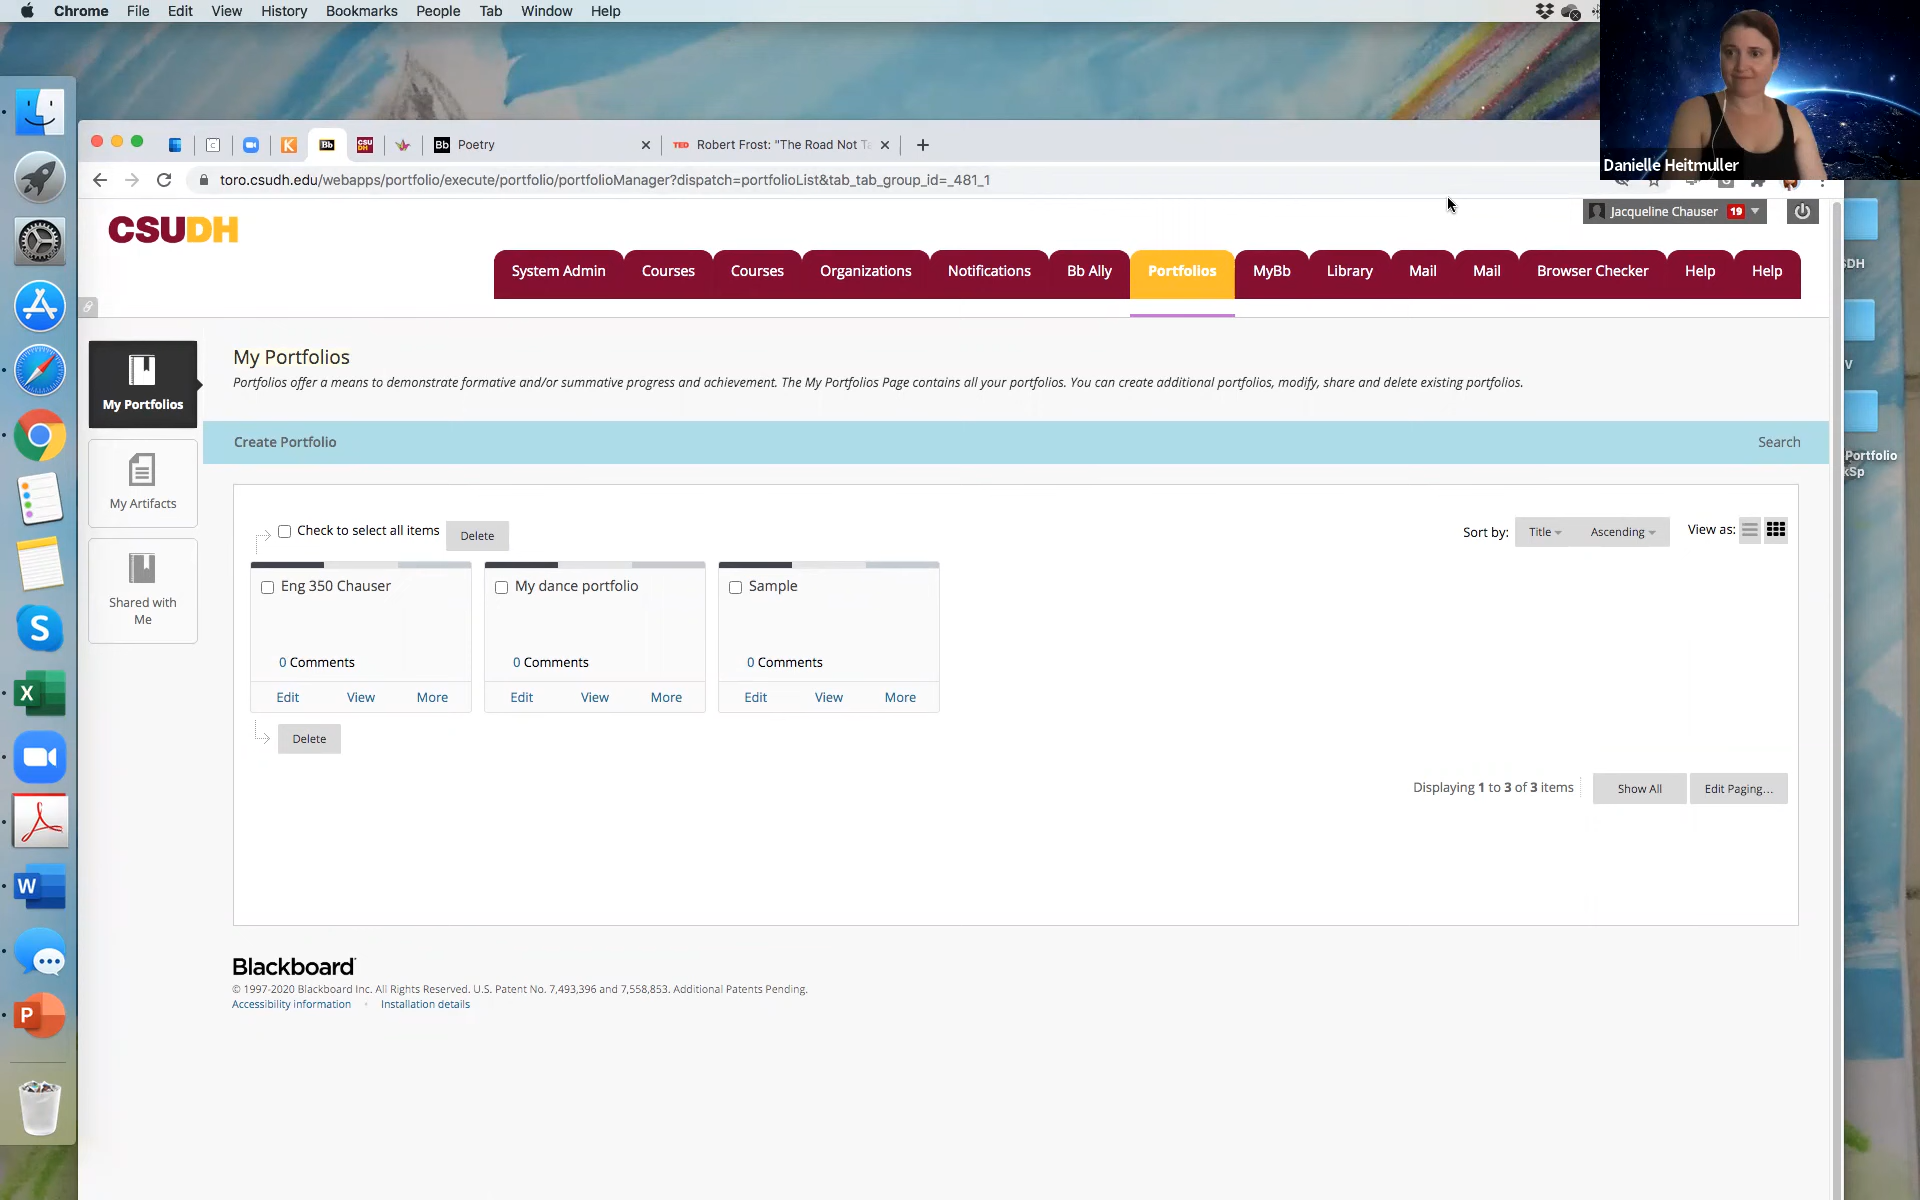 Chrome File Edit View History Bookmarks People Tab Window Help
Danielle Heitmuller
Bb Poetry
TED Robert Frost: "The Road Not Ta
toro.csudh.edu/webapps/portfolio/execute/portfolio/portfolioManager?dispatch=portfolioList&tab_tab_group_id=_481_1
Jacqueline Chauser 19
CSUDH
System Admin Courses Courses Organizations Notifications Bb Ally Portfolios MyBb Library Mail Mail Browser Checker Help Help
My Portfolios
My Artifacts
Shared with
Me
My Portfolios
Portfolios offer a means to demonstrate formative and/or summative progress and achievement. The My Portfolios Page contains all your portfolios. You can create additional portfolios, modify, share and delete existing portfolios.
Create Portfolio Search
Check to select all items Delete
Sort by: Title Ascending View as:
Eng 350 Chauser
0 Comments
Edit View More
My dance portfolio
0 Comments
Edit View More
Sample
0 Comments
Edit View More
Delete
Displaying 1 to 3 of 3 items Show All Edit Paging...
Blackboard
© 1997-2020 Blackboard Inc. All Rights Reserved. U.S. Patent No. 7,493,396 and 7,558,853. Additional Patents Pending.
Accessibility information Installation details
SDH
V
Portfolio
kSp